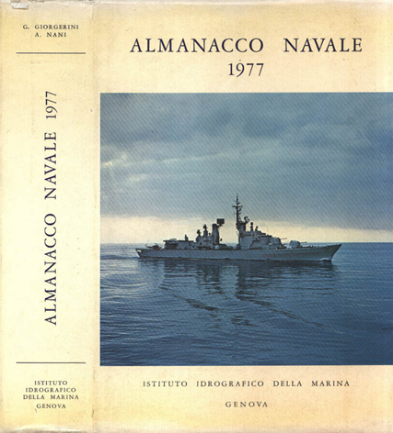 G. GIORGERINI
A. NANI
ALMANACCO NAVALE 1977
ISTITUTO
IDROGRAFICO
DELLA MARINA
GENOVA
ALMANACCO NAVALE
1977
ISTITUTO IDROGRAFICO DELLA MARINA
GENOVA